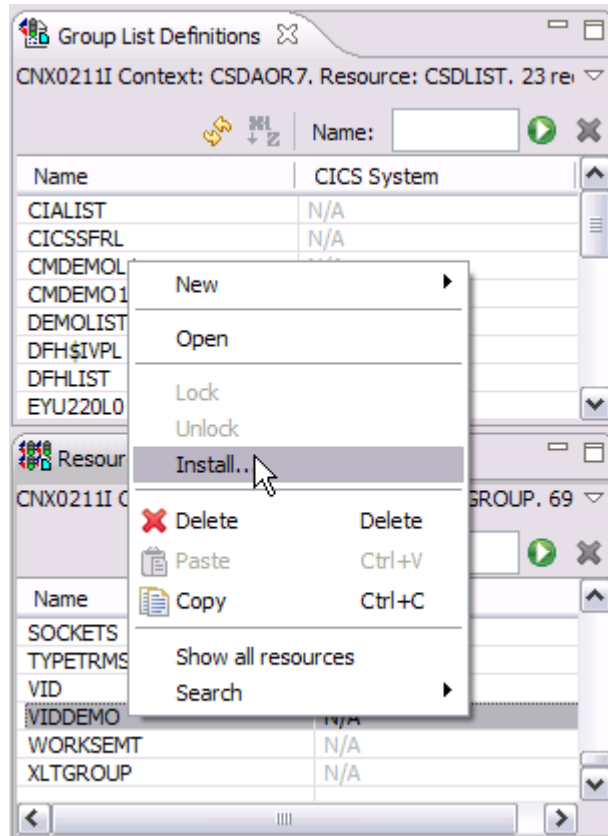 Group List Definitions
CNX0211I Context: CSDAOR7. Resource: CSDLIST. 23 re
Name:
Name CICS System
CIALIST N/A
CICSSFRL N/A
CMDEMOL
CMDEMO1
DEMOLIST
DFH$IVPL
DFHLIST
EYU220L0
New
Open
Lock
Unlock
Install...
Delete Delete
Paste Ctrl+V
Copy Ctrl+C
Show all resources
Search
Resour
CNX0211I C GROUP. 69
Name
SOCKETS
TYPETRMS
VID
VIDDEMO N/A
WORKSEMT N/A
XLTGROUP N/A